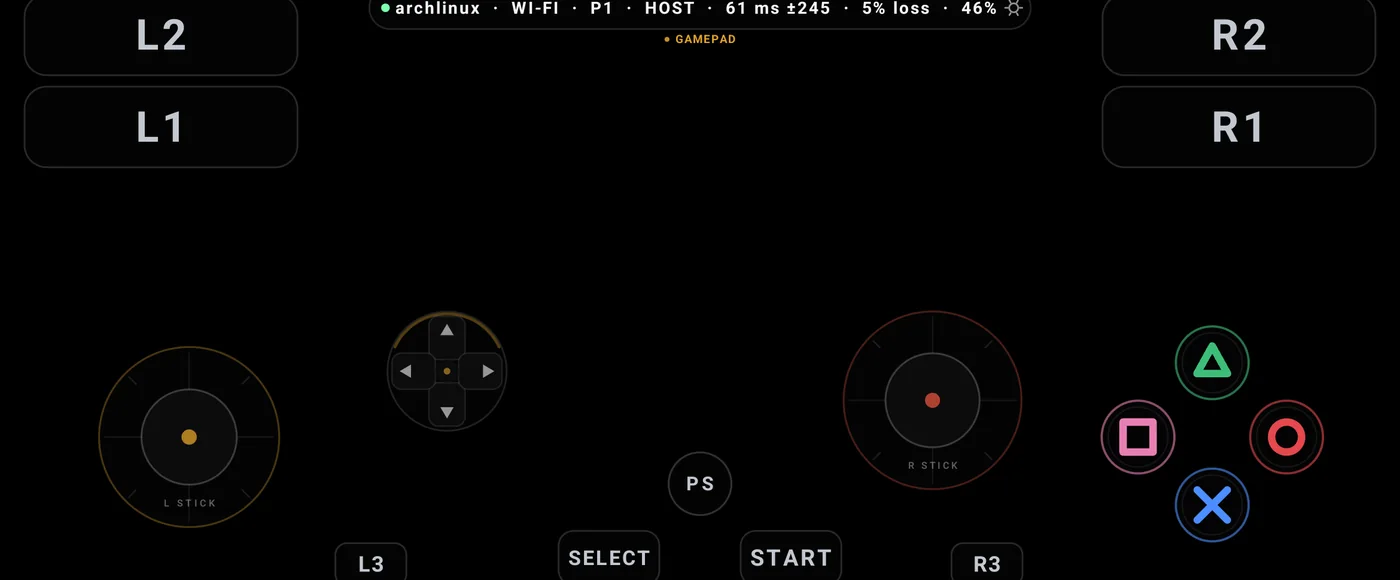 archlinux · WI-FI · P1 · HOST · 61 ms ±245 · 5% loss · 46%
GAMEPAD
L2
R2
L1
R1
L STICK
R STICK
PS
L3
SELECT
START
R3